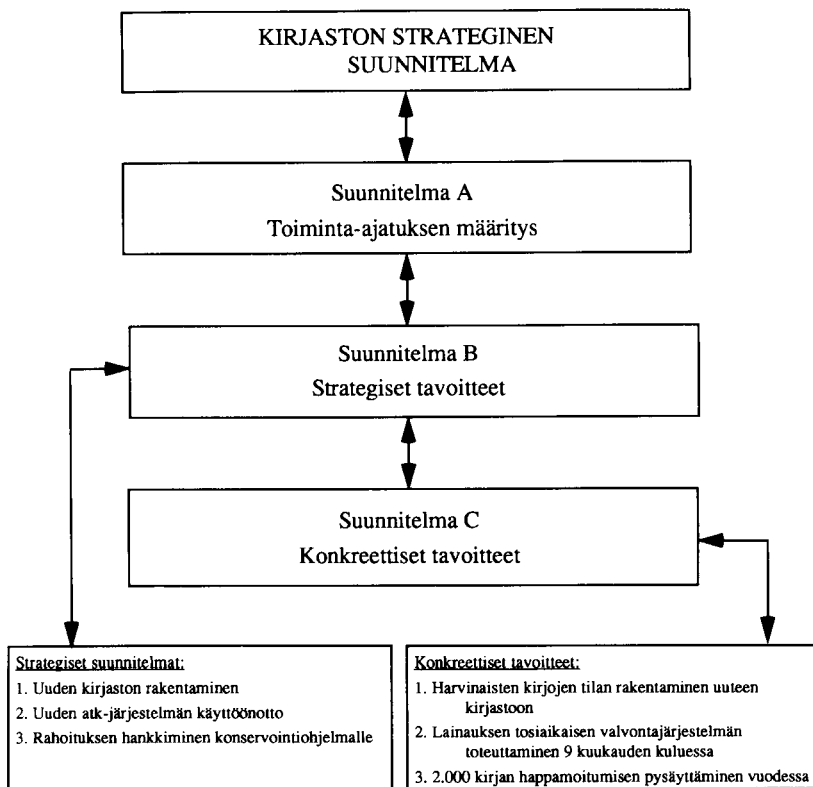 KIRJASTON STRATEGINEN
SUUNNITELMA
Suunnitelma A
Toiminta-ajatuksen määritys
Suunnitelma B
Strategiset tavoitteet
Suunnitelma C
Konkreettiset tavoitteet
Strategiset suunnitelmat:
1. Uuden kirjaston rakentaminen
2. Uuden atk-järjestelmän käyttöönotto
3. Rahoituksen hankkiminen konservointiohjelmalle
Konkreettiset tavoitteet:
1. Harvinaisten kirjojen tilan rakentaminen uuteen
kirjastoon
2. Lainauksen tosiaikaisen valvontajärjestelmän
toteuttaminen 9 kuukauden kuluessa
3. 2.000 kirjan happamoitumisen pysäyttäminen vuodessa